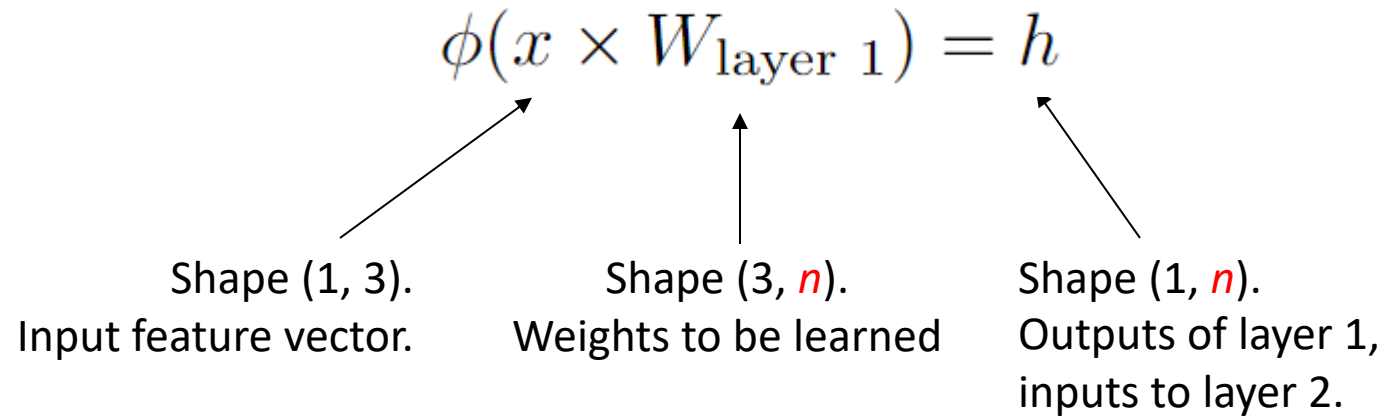 ϕ(x × W_layer 1) = h
Shape (1, 3).
Input feature vector.
Shape (3, n).
Weights to be learned
Shape (1, n).
Outputs of layer 1,
inputs to layer 2.